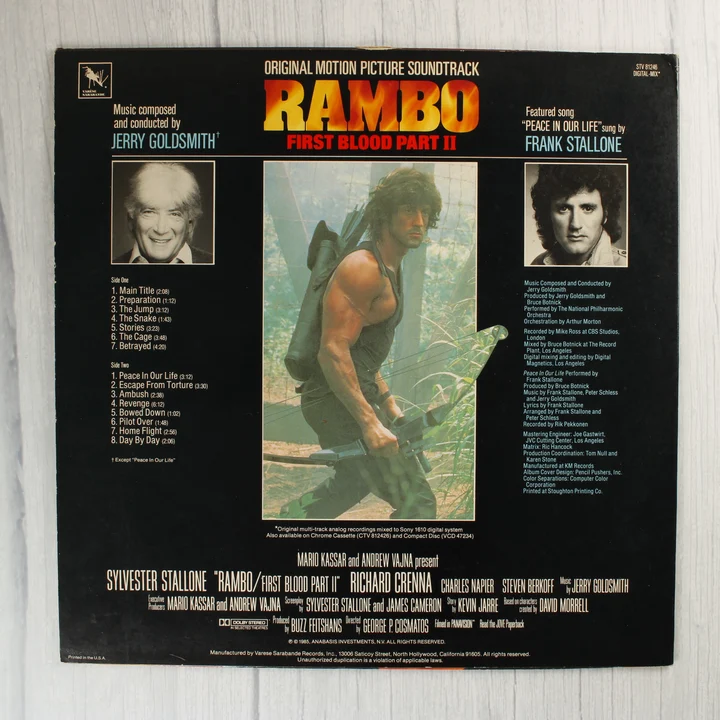 VARÈSE
SARABANDE
ORIGINAL MOTION PICTURE SOUNDTRACK
STV 81246
DIGITAL-MIX*
RAMBO
FIRST BLOOD PART II
Music composed
and conducted by
JERRY GOLDSMITH†
Featured song
"PEACE IN OUR LIFE" sung by
FRANK STALLONE
Side One
1. Main Title (2:08)
2. Preparation (1:12)
3. The Jump (3:12)
4. The Snake (1:43)
5. Stories (3:23)
6. The Cage (3:48)
7. Betrayed (4:20)
Side Two
1. Peace In Our Life (3:12)
2. Escape From Torture (3:30)
3. Ambush (2:38)
4. Revenge (6:12)
5. Bowed Down (1:02)
6. Pilot Over (1:48)
7. Home Flight (2:56)
8. Day By Day (2:06)
† Except "Peace In Our Life"
Music Composed and Conducted by
Jerry Goldsmith
Produced by Jerry Goldsmith and
Bruce Botnick
Performed by The National Philharmonic
Orchestra
Orchestration by Arthur Morton
Recorded by Mike Ross at CBS Studios,
London
Mixed by Bruce Botnick at The Record
Plant, Los Angeles
Digital mixing and editing by Digital
Magnetics, Los Angeles
Peace In Our Life Performed by
Frank Stallone
Produced by Bruce Botnick
Music by Frank Stallone, Peter Schless
and Jerry Goldsmith
Lyrics by Frank Stallone
Arranged by Frank Stallone and
Peter Schless
Recorded by Rik Pekkonen
Mastering Engineer: Joe Gastwirt,
JVC Cutting Center, Los Angeles
Matrix: Ric Hancock
Production Coordination: Tom Null and
Karen Stone
Manufactured at KM Records
Album Cover Design: Pencil Pushers, Inc.
Color Separations: Computer Color
Corporation
Printed at Stoughton Printing Co.
*Original multi-track analog recordings mixed to Sony 1610 digital system
Also available on Chrome Cassette (CTV 812426) and Compact Disc (VCD 47234)
MARIO KASSAR and ANDREW VAJNA present
SYLVESTER STALLONE "RAMBO/FIRST BLOOD PART II" RICHARD CRENNA CHARLES NAPIER STEVEN BERKOFF Music by JERRY GOLDSMITH
Executive Producers MARIO KASSAR and ANDREW VAJNA Screenplay by SYLVESTER STALLONE and JAMES CAMERON Story by KEVIN JARRE Based on characters created by DAVID MORRELL
DOLBY STEREO IN SELECTED THEATRES Produced by BUZZ FEITSHANS Directed by GEORGE P. COSMATOS Filmed in PANAVISION® Read the JOVE Paperback
℗ © 1985, ANABASIS INVESTMENTS, N.V. ALL RIGHTS RESERVED.
Manufactured by Varese Sarabande Records, Inc., 13006 Saticoy Street, North Hollywood, California 91605. All rights reserved.
Unauthorized duplication is a violation of applicable laws.
Printed in the U.S.A.